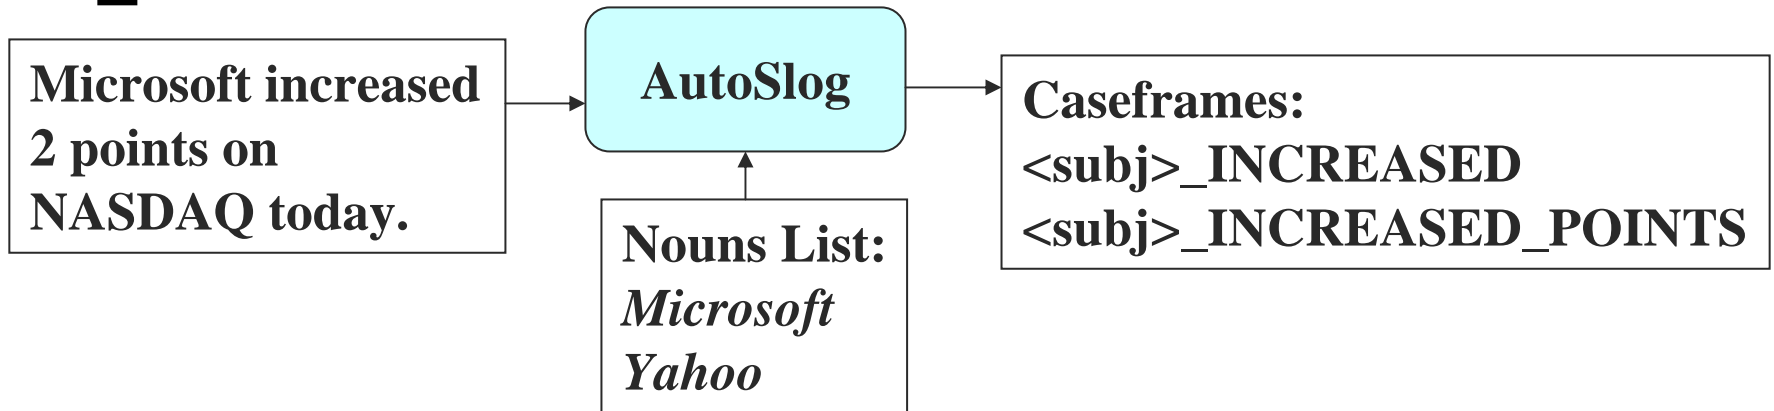 Microsoft increased
2 points on
NASDAQ today.
AutoSlog
Nouns List:
Microsoft
Yahoo
Caseframes:
<subj>_INCREASED
<subj>_INCREASED_POINTS